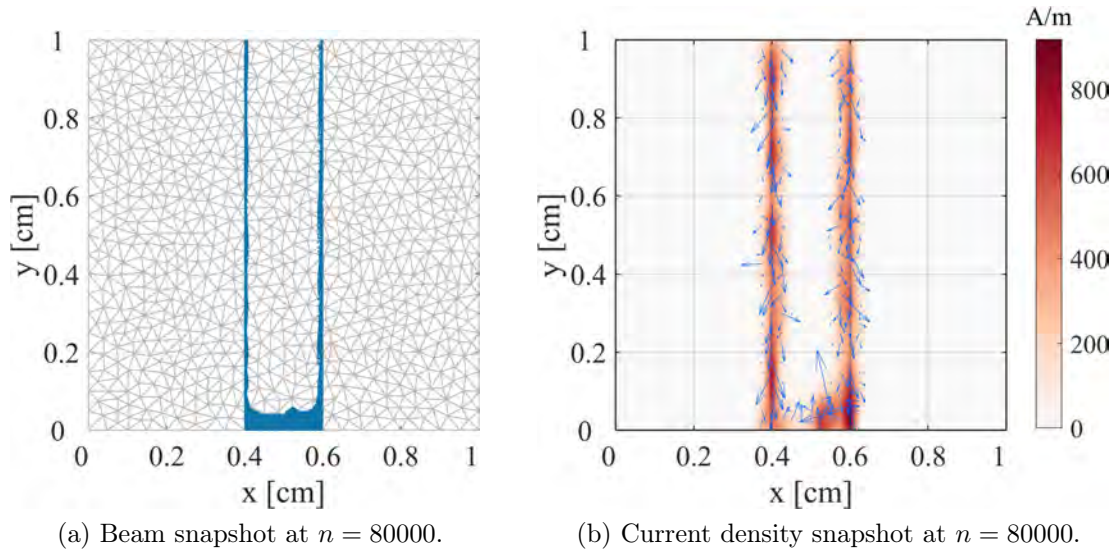 1
0.8
0.6
0.4
0.2
0
y [cm]
0 0.2 0.4 0.6 0.8 1
x [cm]
(a) Beam snapshot at n = 80000.
A/m
1
0.8
0.6
0.4
0.2
0
y [cm]
0 0.2 0.4 0.6 0.8 1
x [cm]
800
600
400
200
0
(b) Current density snapshot at n = 80000.